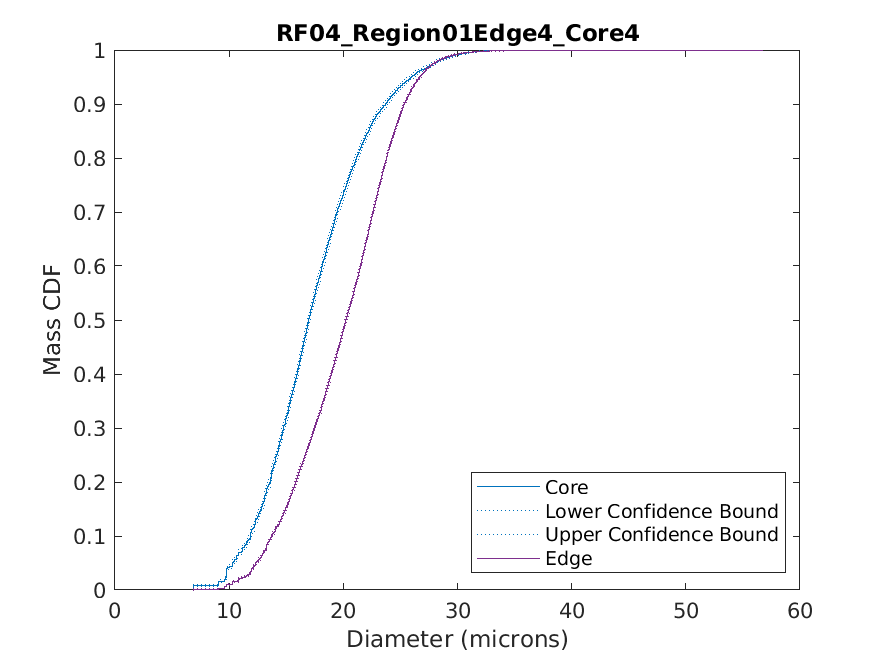 RF04_Region01Edge4_Core4
Mass CDF
1
0.9
0.8
0.7
0.6
0.5
0.4
0.3
0.2
0.1
0
0 10 20 30 40 50 60
Diameter (microns)
Core
Lower Confidence Bound
Upper Confidence Bound
Edge